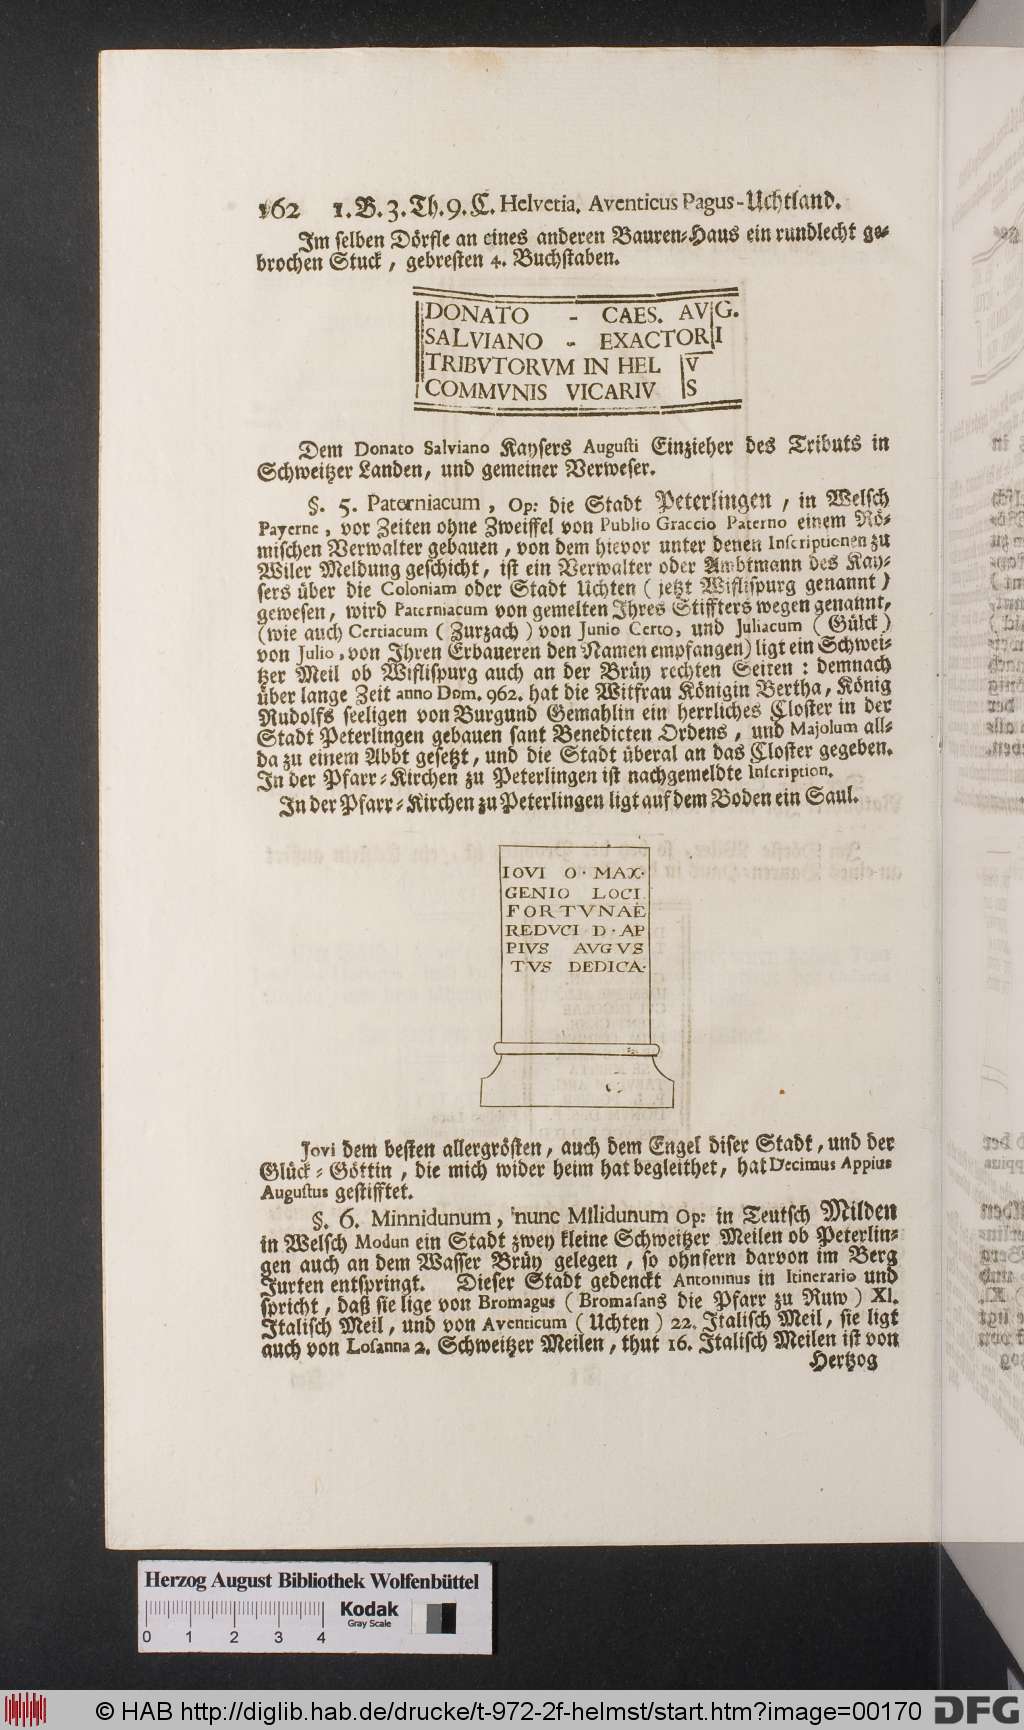 162 1. B. 3. Th. 9. C. Helvetia, Aventicus Pagus-Uchtland.
Im selben Dörfle an eines anderen Bauren-Haus ein rundlecht ge-
brochen Stuck, gebresten 4. Buchstaben.
DONATO - CAES. AVG.
SALVIANO - EXACTORI
TRIBVTORVM IN HEL V
COMMVNIS VICARIV S
Dem Donato Salviano Kaysers Augusti Einzieher des Tributs in
Schweitzer Landen, und gemeiner Verweser.
§. 5. Paterniacum, Op: die Stadt Peterlingen, in Welsch
Payerne, vor Zeiten ohne Zweiffel von Publio Graccio Paterno einem Rö-
mischen Verwalter gebauen, von dem hievor unter denen Inscriptionen zu
Wiler Meldung geschicht, ist ein Verwalter oder Ambtmann des Kay-
sers über die Coloniam oder Stadt Uchten (jetzt Wiflispurg genannt)
gewesen, wird Paterniacum von gemelten Ihres Stiffters wegen genannt,
(wie auch Certiacum (Zurzach) von Junio Certo, und Juliacum (Gülck)
von Julio, von Ihren Erbaueren den Namen empfangen) ligt ein Schwei-
tzer Meil ob Wiflispurg auch an der Brüy rechten Seiten: demnach
über lange Zeit anno Dom. 962. hat die Witfrau Königin Bertha, König
Rudolfs seeligen von Burgund Gemahlin ein herrliches Closter in der
Stadt Peterlingen gebauen sant Benedicten Ordens, und Majolum all-
da zu einem Abbt gesetzt, und die Stadt überal an das Closter gegeben.
In der Pfarr-Kirchen zu Peterlingen ist nachgemeldte Inscription.
In der Pfarr-Kirchen zu Peterlingen ligt auf dem Boden ein Saul.
IOVI O· MAX·
GENIO LOCI
FORTVNAE
REDVCI D· AP
PIVS AVGVS
TVS DEDICA·
Jovi dem besten allergrösten, auch dem Engel diser Stadt, und der
Glück-Göttin, die mich wider heim hat begleithet, hat Decimus Appius
Augustus gestifftet.
§. 6. Minnidunum, nunc Milidunum Op: in Teutsch Milden
in Welsch Modun ein Stadt zwey kleine Schweitzer Meilen ob Peterlin-
gen auch an dem Wasser Brüy gelegen, so ohnfern darvon im Berg
Jurten entspringt. Dieser Stadt gedenckt Antoninus in Itinerario und
spricht, daß sie lige von Bromagus (Bromasans die Pfarr zu Ruw) XI.
Italisch Meil, und von Aventicum (Uchten) 22. Italisch Meil, sie ligt
auch von Losanna 2. Schweitzer Meilen, thut 16. Italisch Meilen ist von
Hertzog
Herzog August Bibliothek Wolfenbüttel
Kodak
Gray Scale
0 1 2 3 4
© HAB http://diglib.hab.de/drucke/t-972-2f-helmst/start.htm?image=00170
DFG